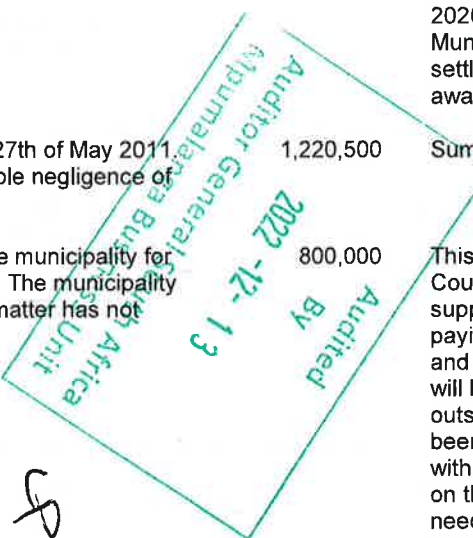 27th of May 2011.
ble negligence of
1,220,500
e municipality for
. The municipality
matter has not
800,000
Mun
settl
awa
Sum
This
Cou
supp
payi
and
will
outs
been
with
on th
need
Audited
By
2022 -12- 13
Auditor General South Africa
Mpumalanga Business Unit